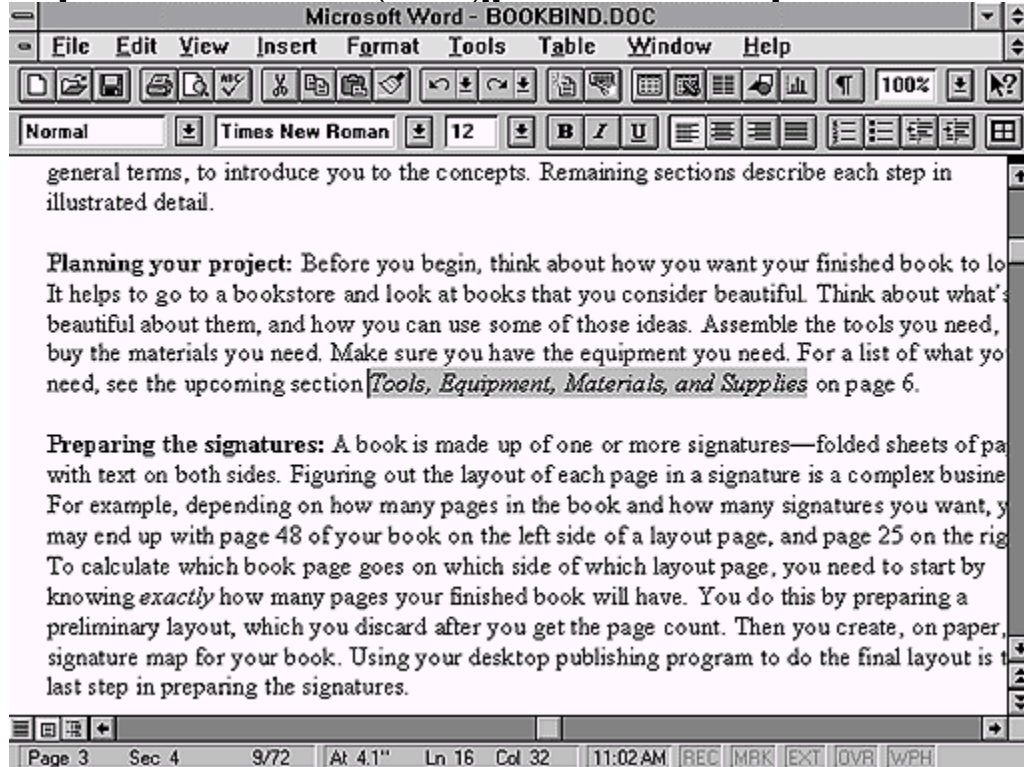 Microsoft Word - BOOKBIND.DOC
File Edit View Insert Format Tools Table Window Help
ABC 100%
Normal Times New Roman 12 B I U
general terms, to introduce you to the concepts. Remaining sections describe each step in
illustrated detail.
Planning your project: Before you begin, think about how you want your finished book to lo
It helps to go to a bookstore and look at books that you consider beautiful. Think about what's
beautiful about them, and how you can use some of those ideas. Assemble the tools you need,
buy the materials you need. Make sure you have the equipment you need. For a list of what yo
need, see the upcoming section Tools, Equipment, Materials, and Supplies on page 6.
Preparing the signatures: A book is made up of one or more signatures—folded sheets of pa
with text on both sides. Figuring out the layout of each page in a signature is a complex busine
For example, depending on how many pages in the book and how many signatures you want, y
may end up with page 48 of your book on the left side of a layout page, and page 25 on the rig
To calculate which book page goes on which side of which layout page, you need to start by
knowing exactly how many pages your finished book will have. You do this by preparing a
preliminary layout, which you discard after you get the page count. Then you create, on paper,
signature map for your book. Using your desktop publishing program to do the final layout is t
last step in preparing the signatures.
Page 3 Sec 4 9/72 At 4.1" Ln 16 Col 32 11:02 AM REC MRK EXT OVR WPH